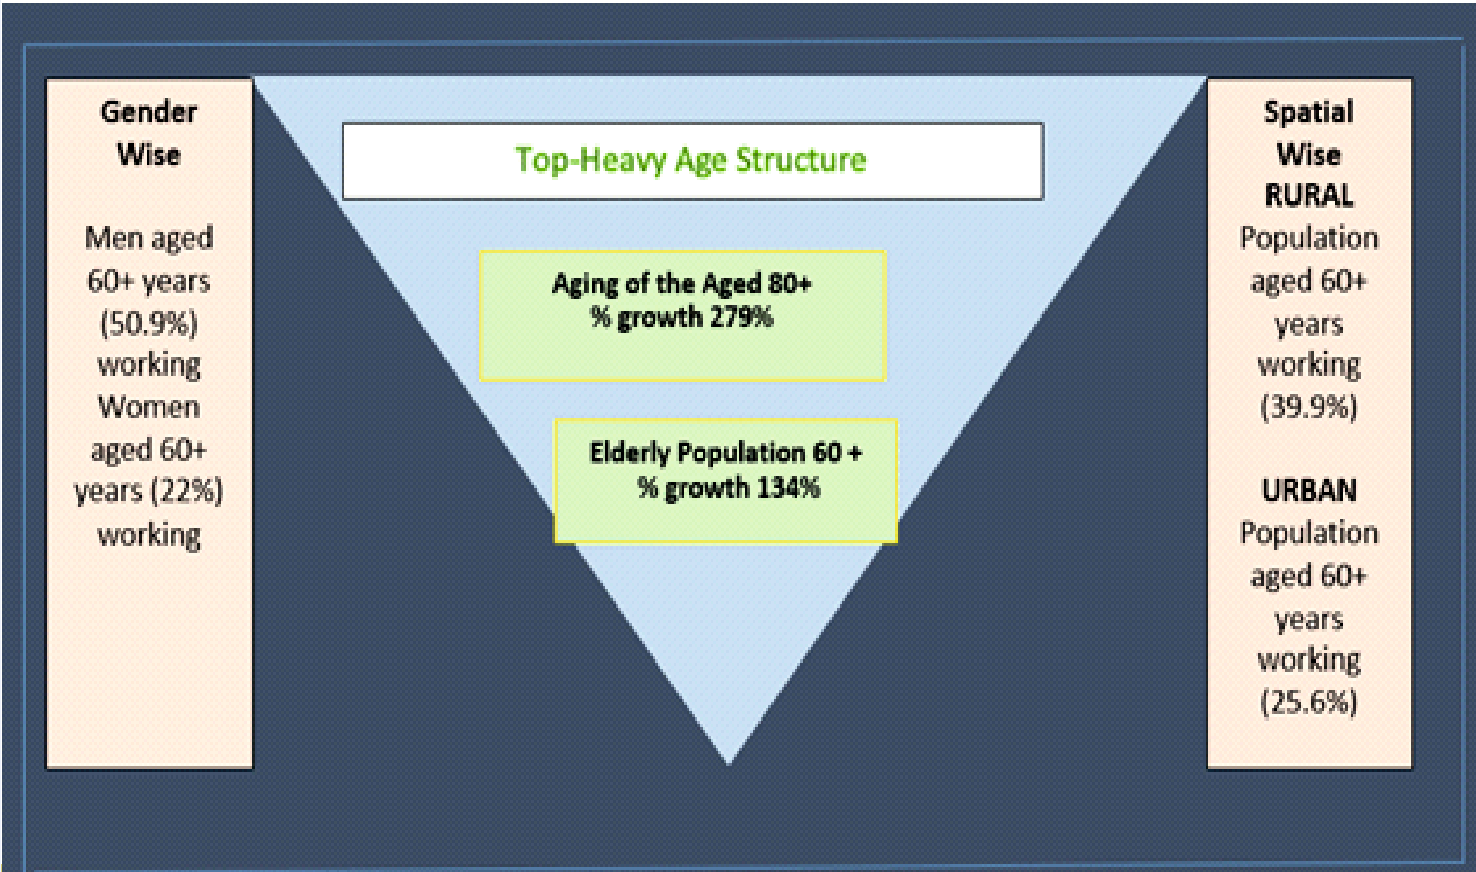 Gender
Wise
Men aged
60+ years
(50.9%)
working
Women
aged 60+
years (22%)
working
Top-Heavy Age Structure
Aging of the Aged 80+
% growth 279%
Elderly Population 60 +
% growth 134%
Spatial
Wise
RURAL
Population
aged 60+
years
working
(39.9%)
URBAN
Population
aged 60+
years
working
(25.6%)